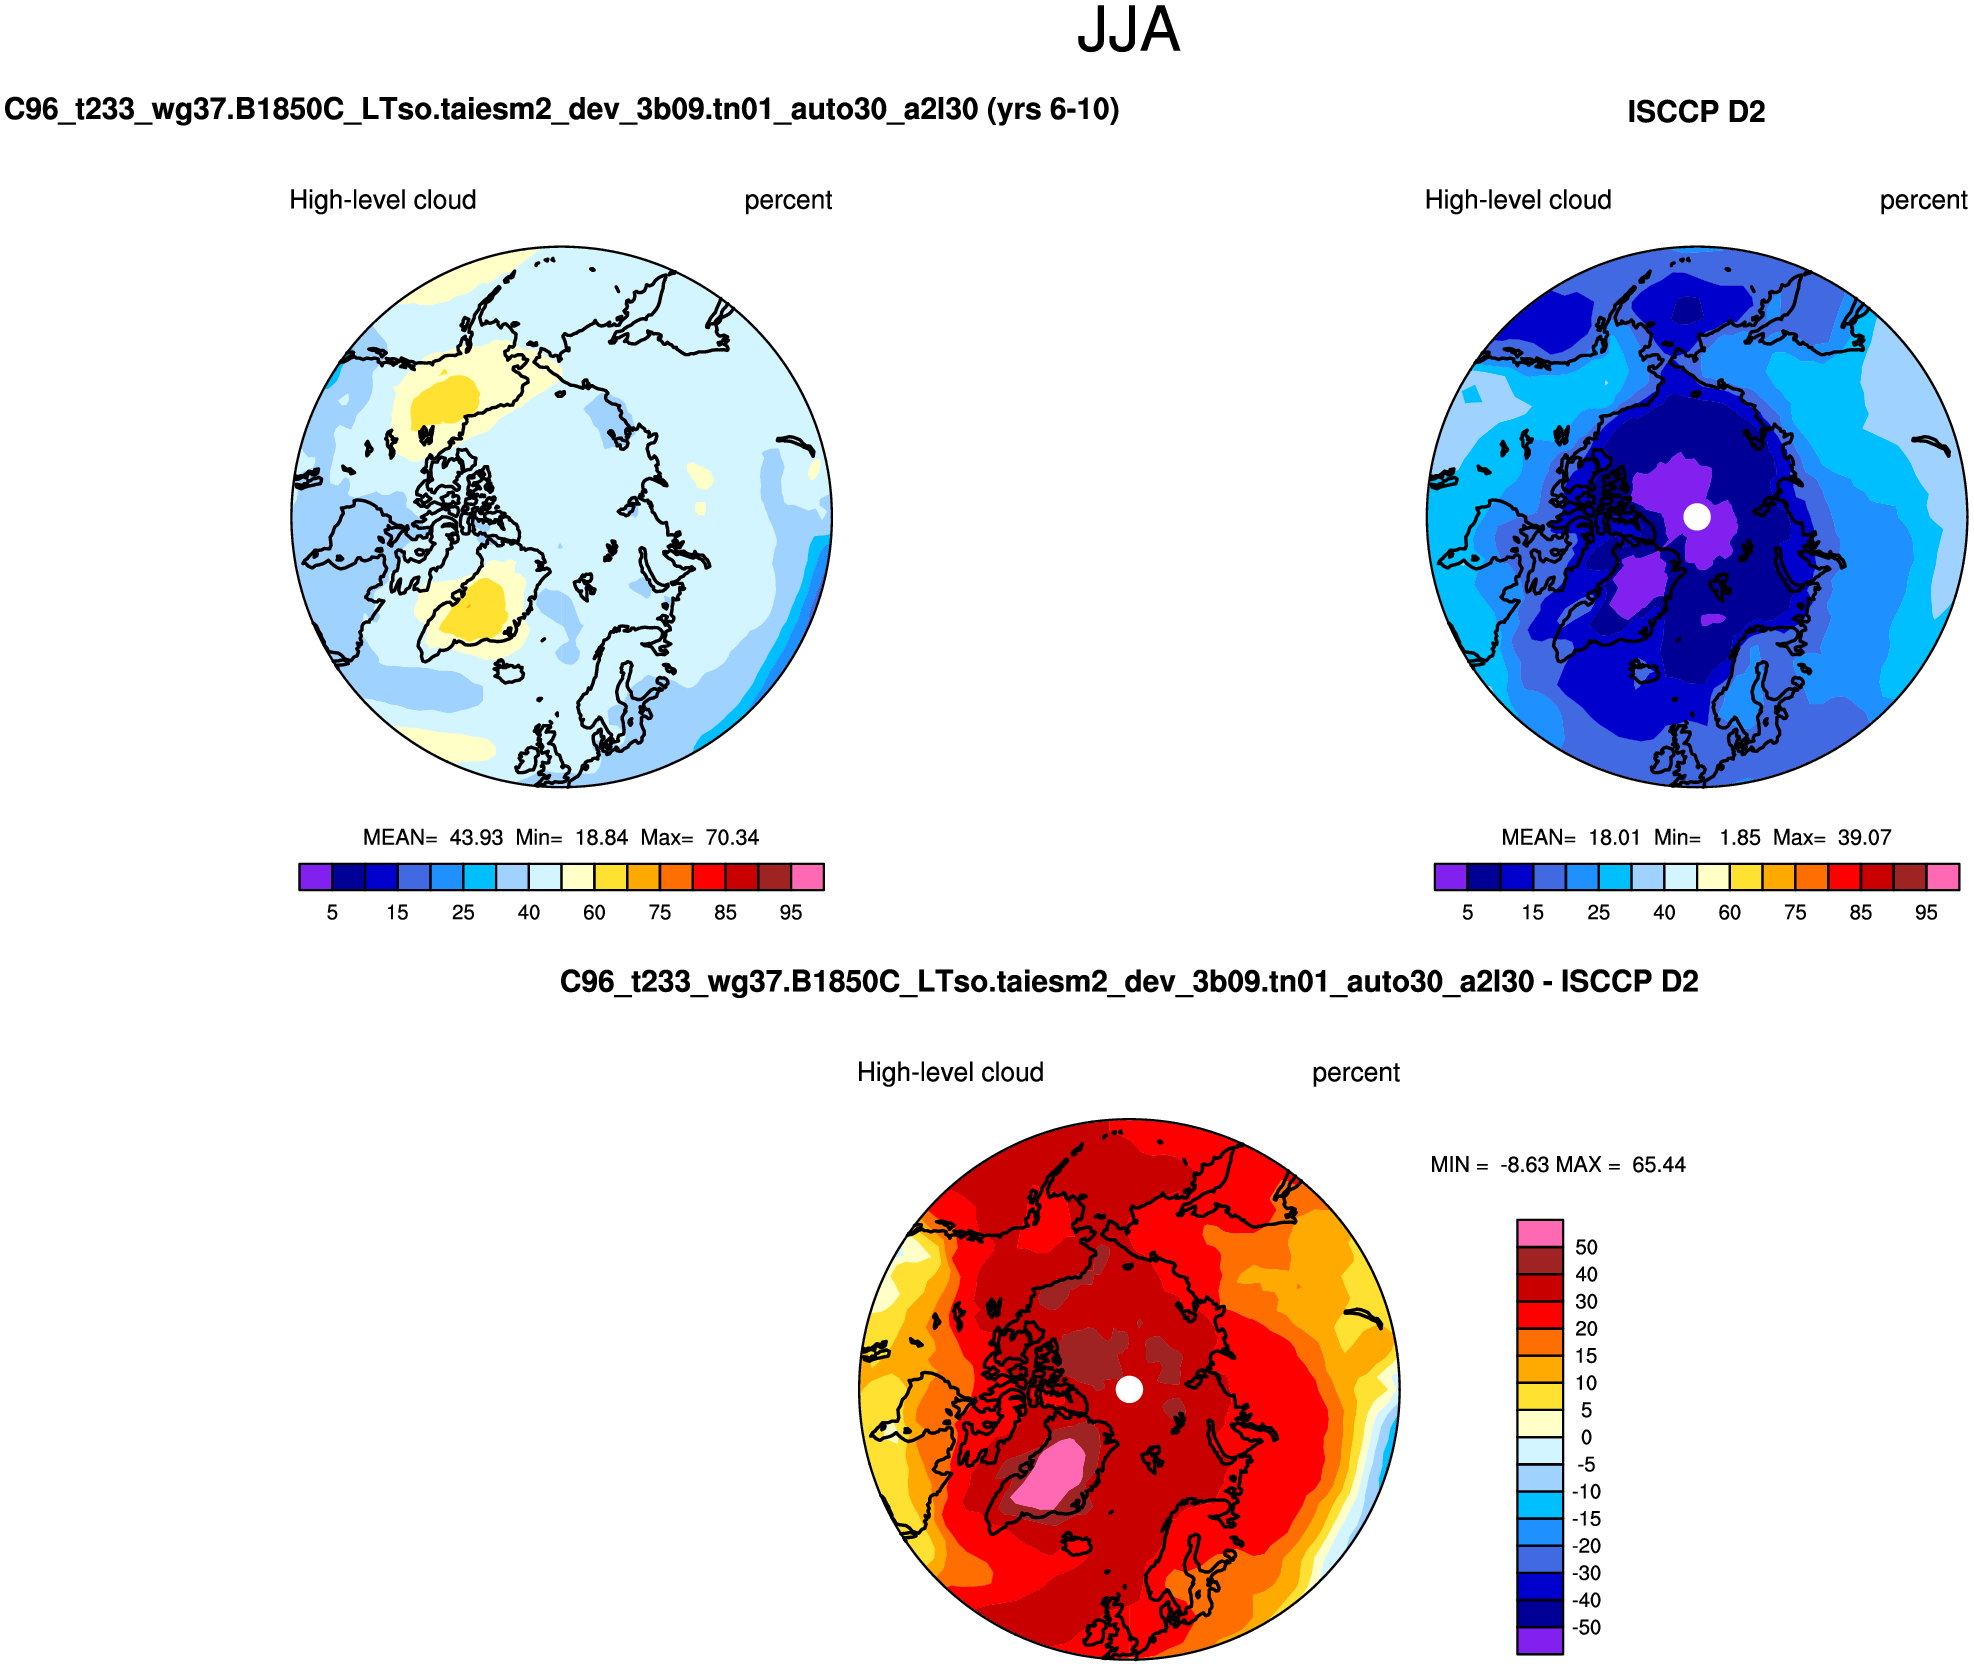 JJA
C96_t233_wg37.B1850C_LTso.taiesm2_dev_3b09.tn01_auto30_a2l30 (yrs 6-10)
ISCCP D2
High-level cloud percent
High-level cloud percent
MEAN= 43.93 Min= 18.84 Max= 70.34
MEAN= 18.01 Min= 1.85 Max= 39.07
5 15 25 40 60 75 85 95
5 15 25 40 60 75 85 95
C96_t233_wg37.B1850C_LTso.taiesm2_dev_3b09.tn01_auto30_a2l30 - ISCCP D2
High-level cloud percent
MIN = -8.63 MAX = 65.44
50
40
30
20
15
10
5
0
-5
-10
-15
-20
-30
-40
-50